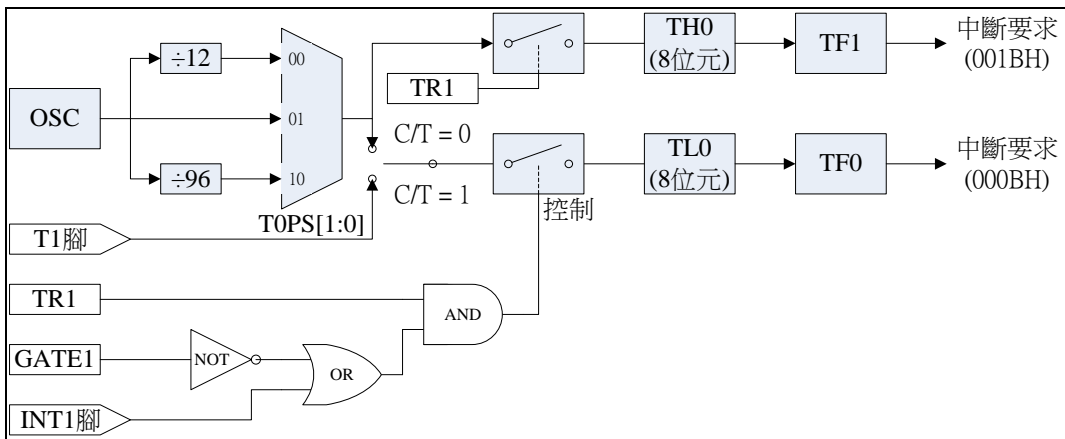 ÷12
00
TH0
(8位元)
TF1
中斷要求
(001BH)
TR1
OSC
01
C/T = 0
÷96
10
C/T = 1
TL0
(8位元)
TF0
中斷要求
(000BH)
控制
T0PS[1:0]
T1腳
TR1
AND
GATE1
NOT
OR
INT1腳